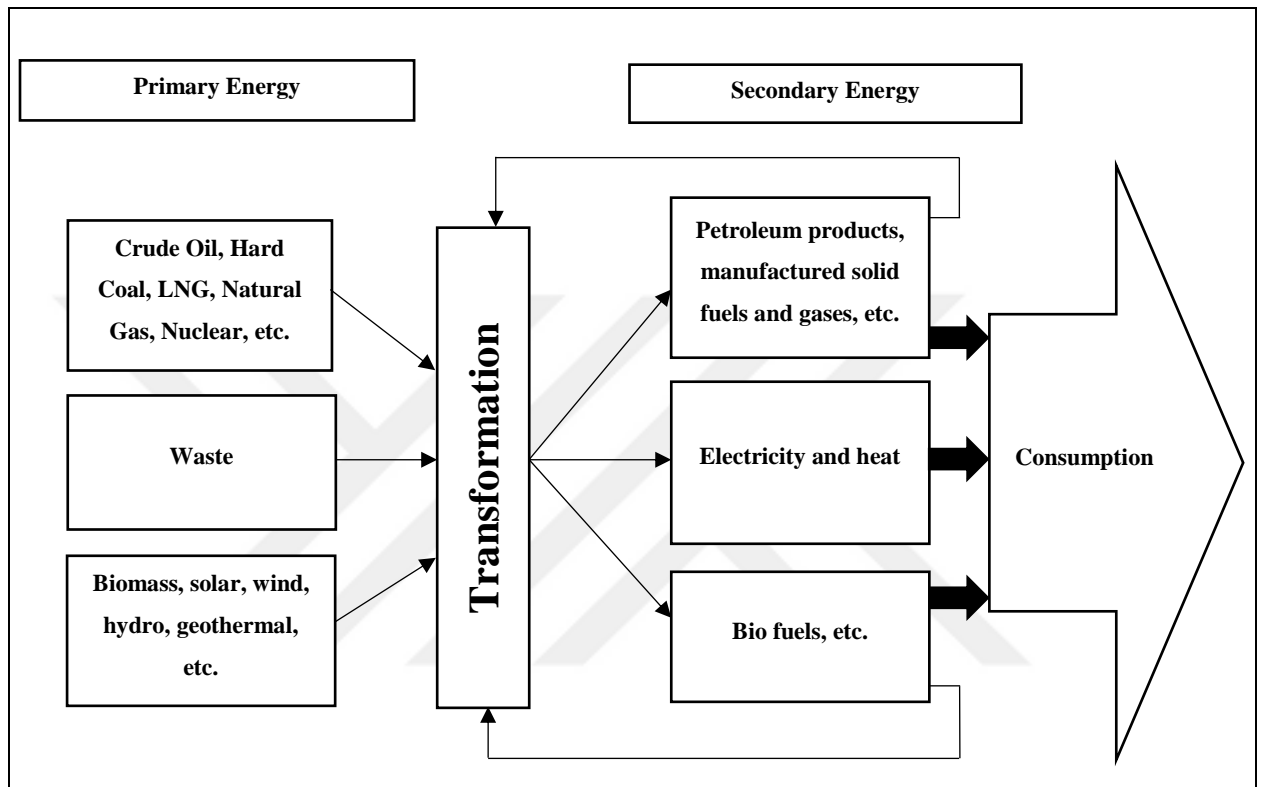 Primary Energy
Secondary Energy
Crude Oil, Hard
Coal, LNG, Natural
Gas, Nuclear, etc.
Waste
Biomass, solar, wind,
hydro, geothermal,
etc.
Transformation
Petroleum products,
manufactured solid
fuels and gases, etc.
Electricity and heat
Bio fuels, etc.
Consumption